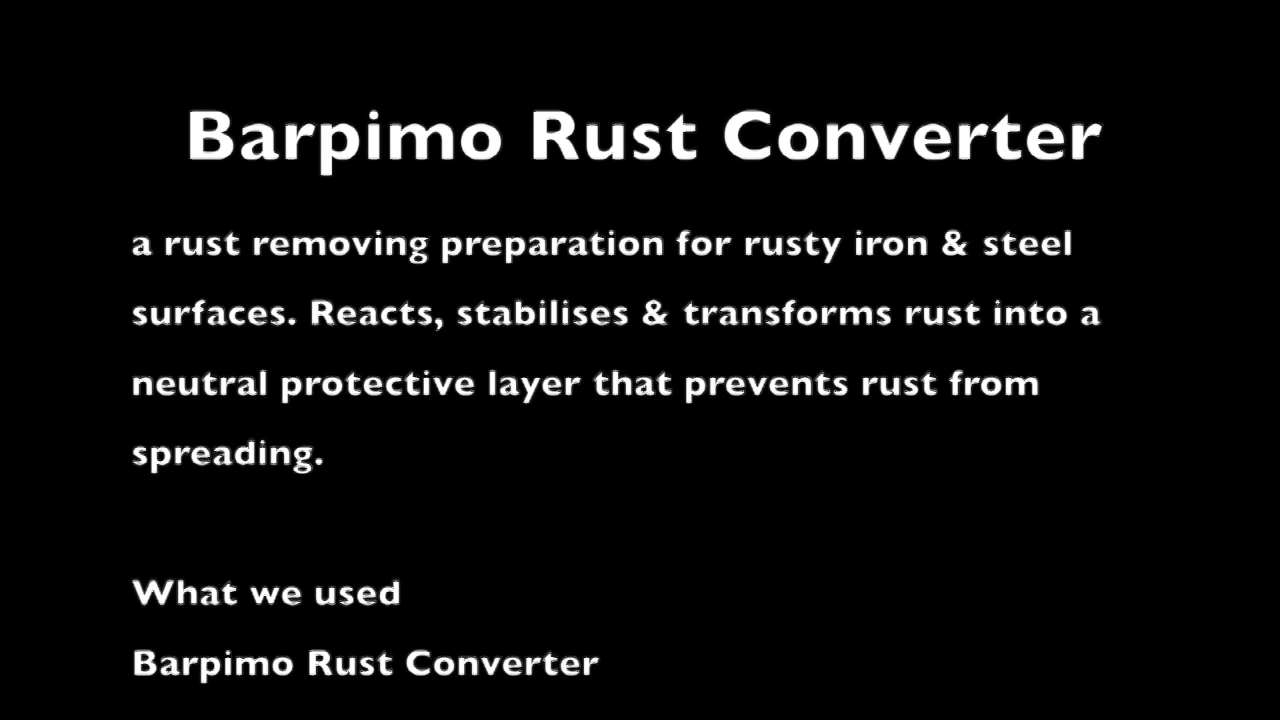 Barpimo Rust Converter
a rust removing preparation for rusty iron & steel
surfaces. Reacts, stabilises & transforms rust into a
neutral protective layer that prevents rust from
spreading.
What we used
Barpimo Rust Converter